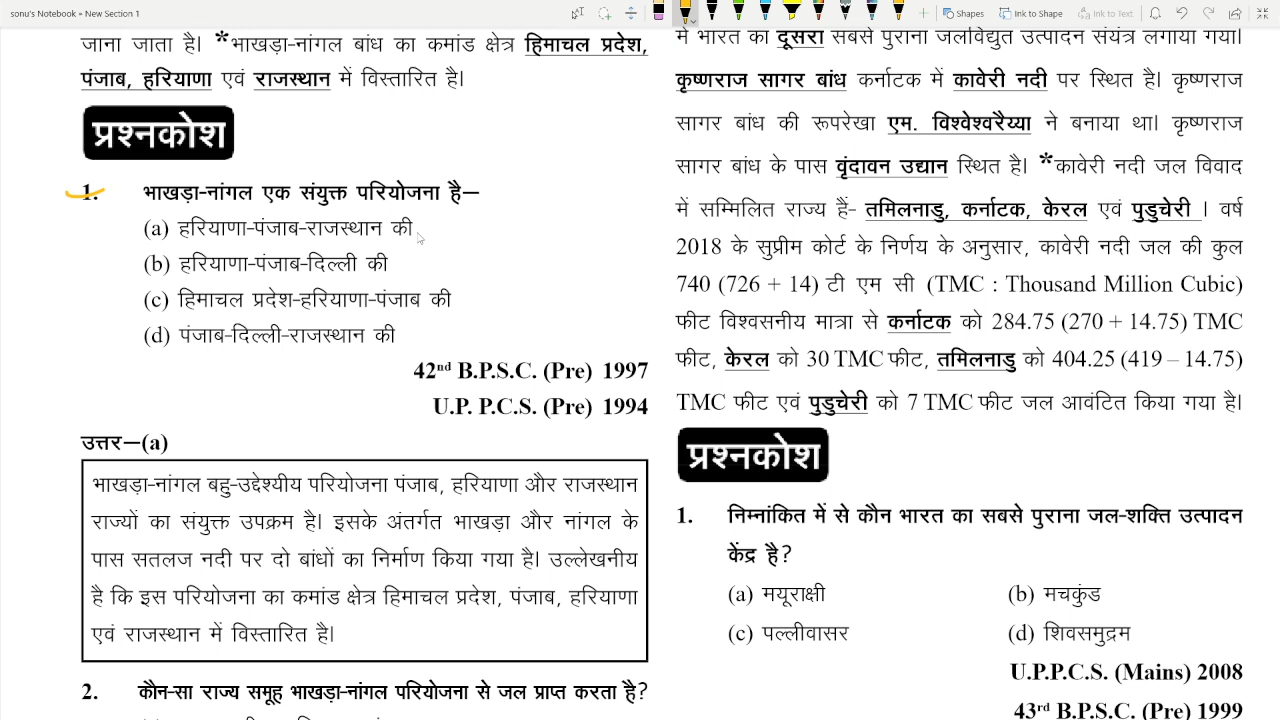 sonu's Notebook » New Section 1
Shapes
Ink to Shape
Ink to Text
जाना जाता है। *भाखड़ा-नांगल बांध का कमांड क्षेत्र हिमाचल प्रदेश,
पंजाब, हरियाणा एवं राजस्थान में विस्तारित है।
प्रश्नकोश
1. भाखड़ा-नांगल एक संयुक्त परियोजना है–
(a) हरियाणा-पंजाब-राजस्थान की
(b) हरियाणा-पंजाब-दिल्ली की
(c) हिमाचल प्रदेश-हरियाणा-पंजाब की
(d) पंजाब-दिल्ली-राजस्थान की
42nd B.P.S.C. (Pre) 1997
U.P. P.C.S. (Pre) 1994
उत्तर–(a)
भाखड़ा-नांगल बहु-उद्देश्यीय परियोजना पंजाब, हरियाणा और राजस्थान
राज्यों का संयुक्त उपक्रम है। इसके अंतर्गत भाखड़ा और नांगल के
पास सतलज नदी पर दो बांधों का निर्माण किया गया है। उल्लेखनीय
है कि इस परियोजना का कमांड क्षेत्र हिमाचल प्रदेश, पंजाब, हरियाणा
एवं राजस्थान में विस्तारित है।
2. कौन-सा राज्य समूह भाखड़ा-नांगल परियोजना से जल प्राप्त करता है?
में भारत का दूसरा सबसे पुराना जलविद्युत उत्पादन संयंत्र लगाया गया।
कृष्णराज सागर बांध कर्नाटक में कावेरी नदी पर स्थित है। कृष्णराज
सागर बांध की रूपरेखा एम. विश्वेश्वरैय्या ने बनाया था। कृष्णराज
सागर बांध के पास वृंदावन उद्यान स्थित है। *कावेरी नदी जल विवाद
में सम्मिलित राज्य हैं- तमिलनाडु, कर्नाटक, केरल एवं पुडुचेरी । वर्ष
2018 के सुप्रीम कोर्ट के निर्णय के अनुसार, कावेरी नदी जल की कुल
740 (726 + 14) टी एम सी (TMC : Thousand Million Cubic)
फीट विश्वसनीय मात्रा से कर्नाटक को 284.75 (270 + 14.75) TMC
फीट, केरल को 30 TMC फीट, तमिलनाडु को 404.25 (419 – 14.75)
TMC फीट एवं पुडुचेरी को 7 TMC फीट जल आवंटित किया गया है।
प्रश्नकोश
1. निम्नांकित में से कौन भारत का सबसे पुराना जल-शक्ति उत्पादन
केंद्र है?
(a) मयूराक्षी (b) मचकुंड
(c) पल्लीवासर (d) शिवसमुद्रम
U.P.P.C.S. (Mains) 2008
43rd B.P.S.C. (Pre) 1999